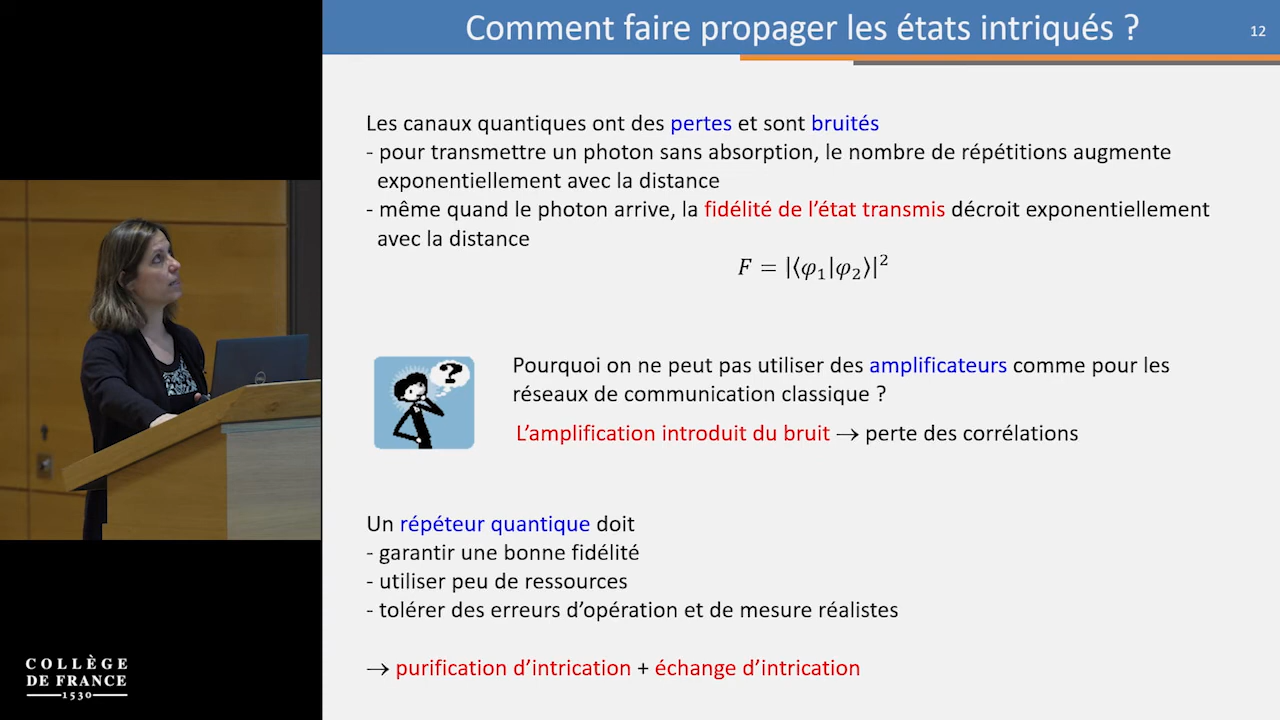 Comment faire propager les états intriqués ?
12
Les canaux quantiques ont des pertes et sont bruités
- pour transmettre un photon sans absorption, le nombre de répétitions augmente
exponentiellement avec la distance
- même quand le photon arrive, la fidélité de l'état transmis décroit exponentiellement
avec la distance
F = |⟨φ₁|φ₂⟩|²
?
Pourquoi on ne peut pas utiliser des amplificateurs comme pour les
réseaux de communication classique ?
L'amplification introduit du bruit → perte des corrélations
Un répéteur quantique doit
- garantir une bonne fidélité
- utiliser peu de ressources
- tolérer des erreurs d'opération et de mesure réalistes
→ purification d'intrication + échange d'intrication
COLLÈGE
DE FRANCE
1530